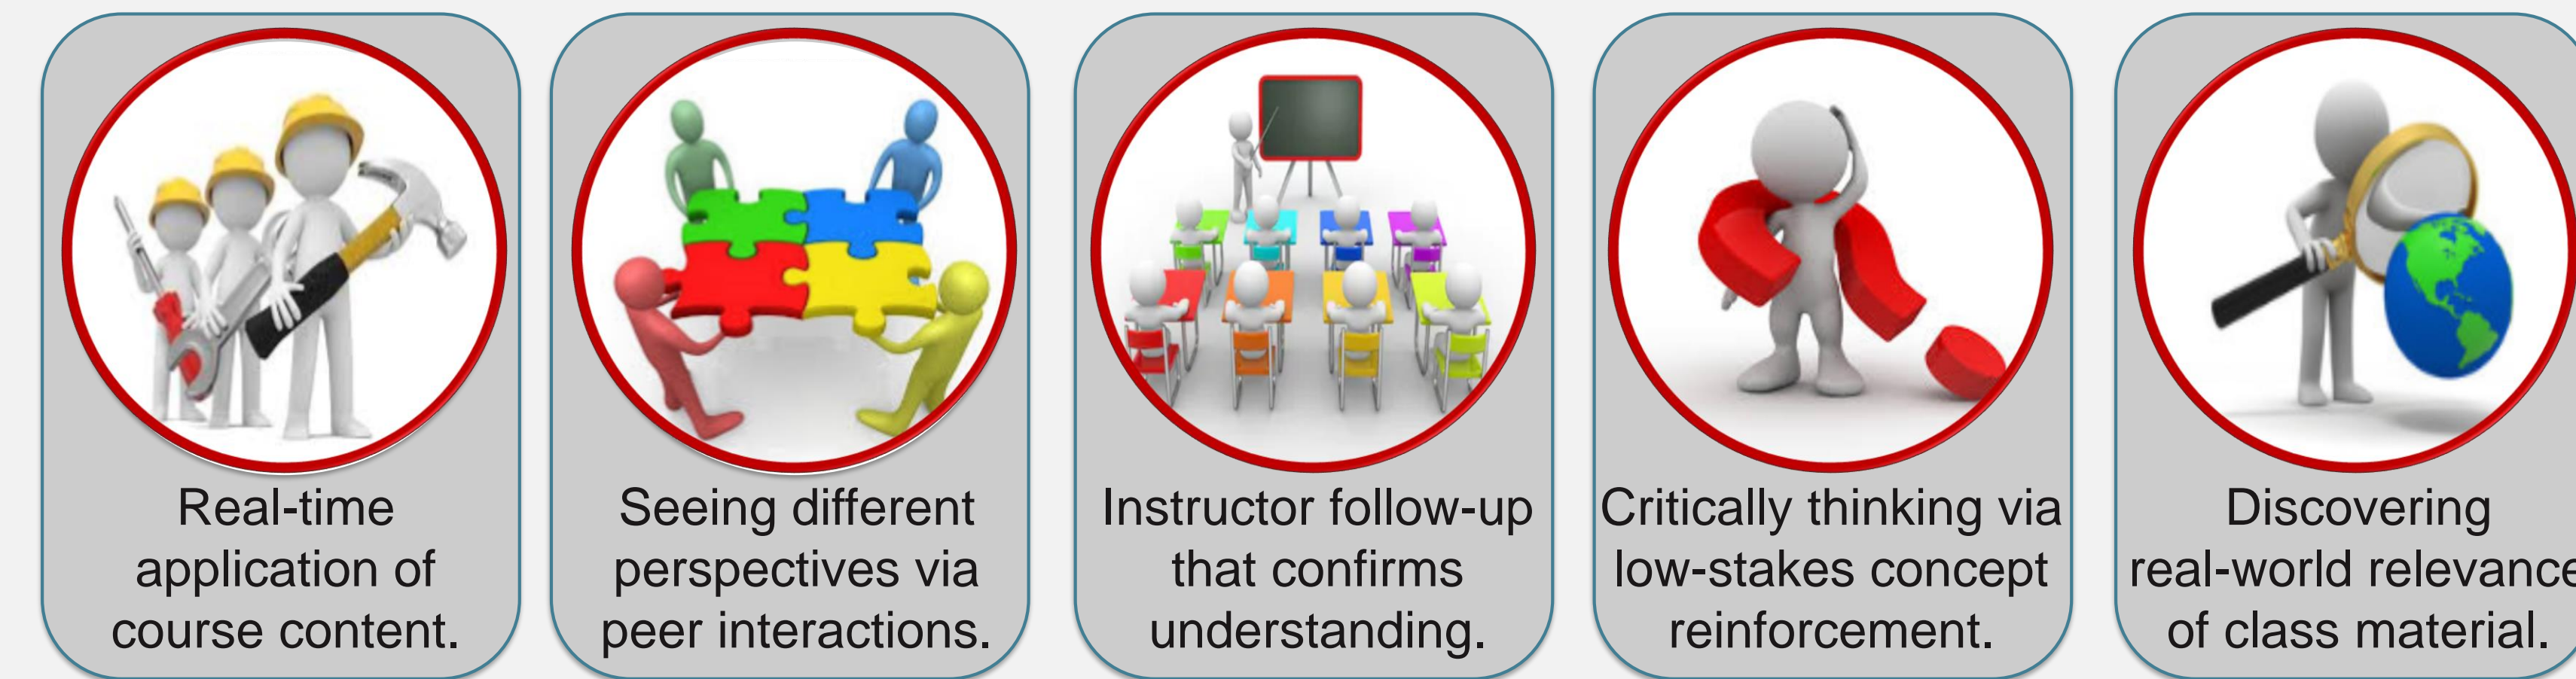 Real-time
application of
course content.
Seeing different
perspectives via
peer interactions.
Instructor follow-up
that confirms
understanding.
Critically thinking via
low-stakes concept
reinforcement.
Discovering
real-world relevance
of class material.